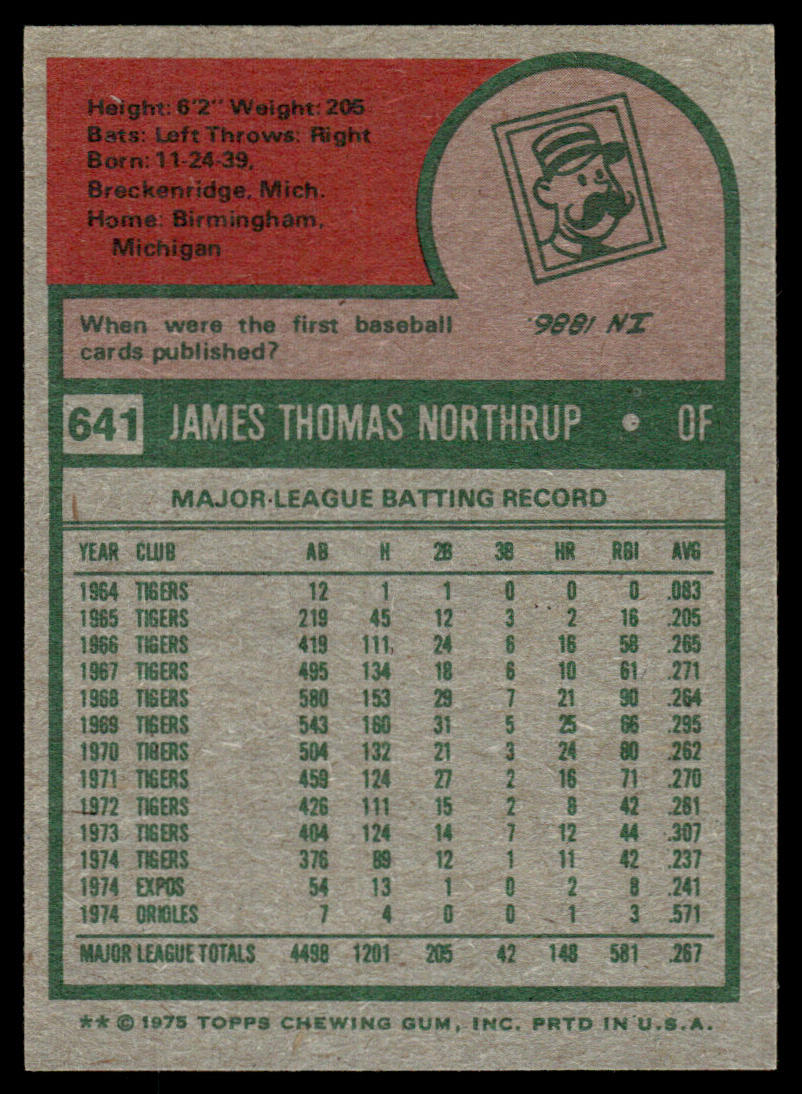 Height: 6'2" Weight: 205
Bats: Left Throws: Right
Born: 11-24-39,
Breckenridge, Mich.
Home: Birmingham,
Michigan
When were the first baseball
cards published?
IN 1886.
641 JAMES THOMAS NORTHRUP • OF
MAJOR-LEAGUE BATTING RECORD
YEAR CLUB AB H 2B 3B HR RBI AVG
1964 TIGERS 12 1 1 0 0 0 .083
1965 TIGERS 219 45 12 3 2 16 .205
1966 TIGERS 419 111 24 6 16 58 .265
1967 TIGERS 495 134 18 6 10 61 .271
1968 TIGERS 580 153 29 7 21 90 .264
1969 TIGERS 543 160 31 5 25 66 .295
1970 TIGERS 504 132 21 3 24 80 .262
1971 TIGERS 459 124 27 2 16 71 .270
1972 TIGERS 426 111 15 2 8 42 .261
1973 TIGERS 404 124 14 7 12 44 .307
1974 TIGERS 376 89 12 1 11 42 .237
1974 EXPOS 54 13 1 0 2 8 .241
1974 ORIOLES 7 4 0 0 1 3 .571
MAJOR LEAGUE TOTALS 4498 1201 205 42 148 581 .267
** © 1975 TOPPS CHEWING GUM, INC. PRTD IN U.S.A.